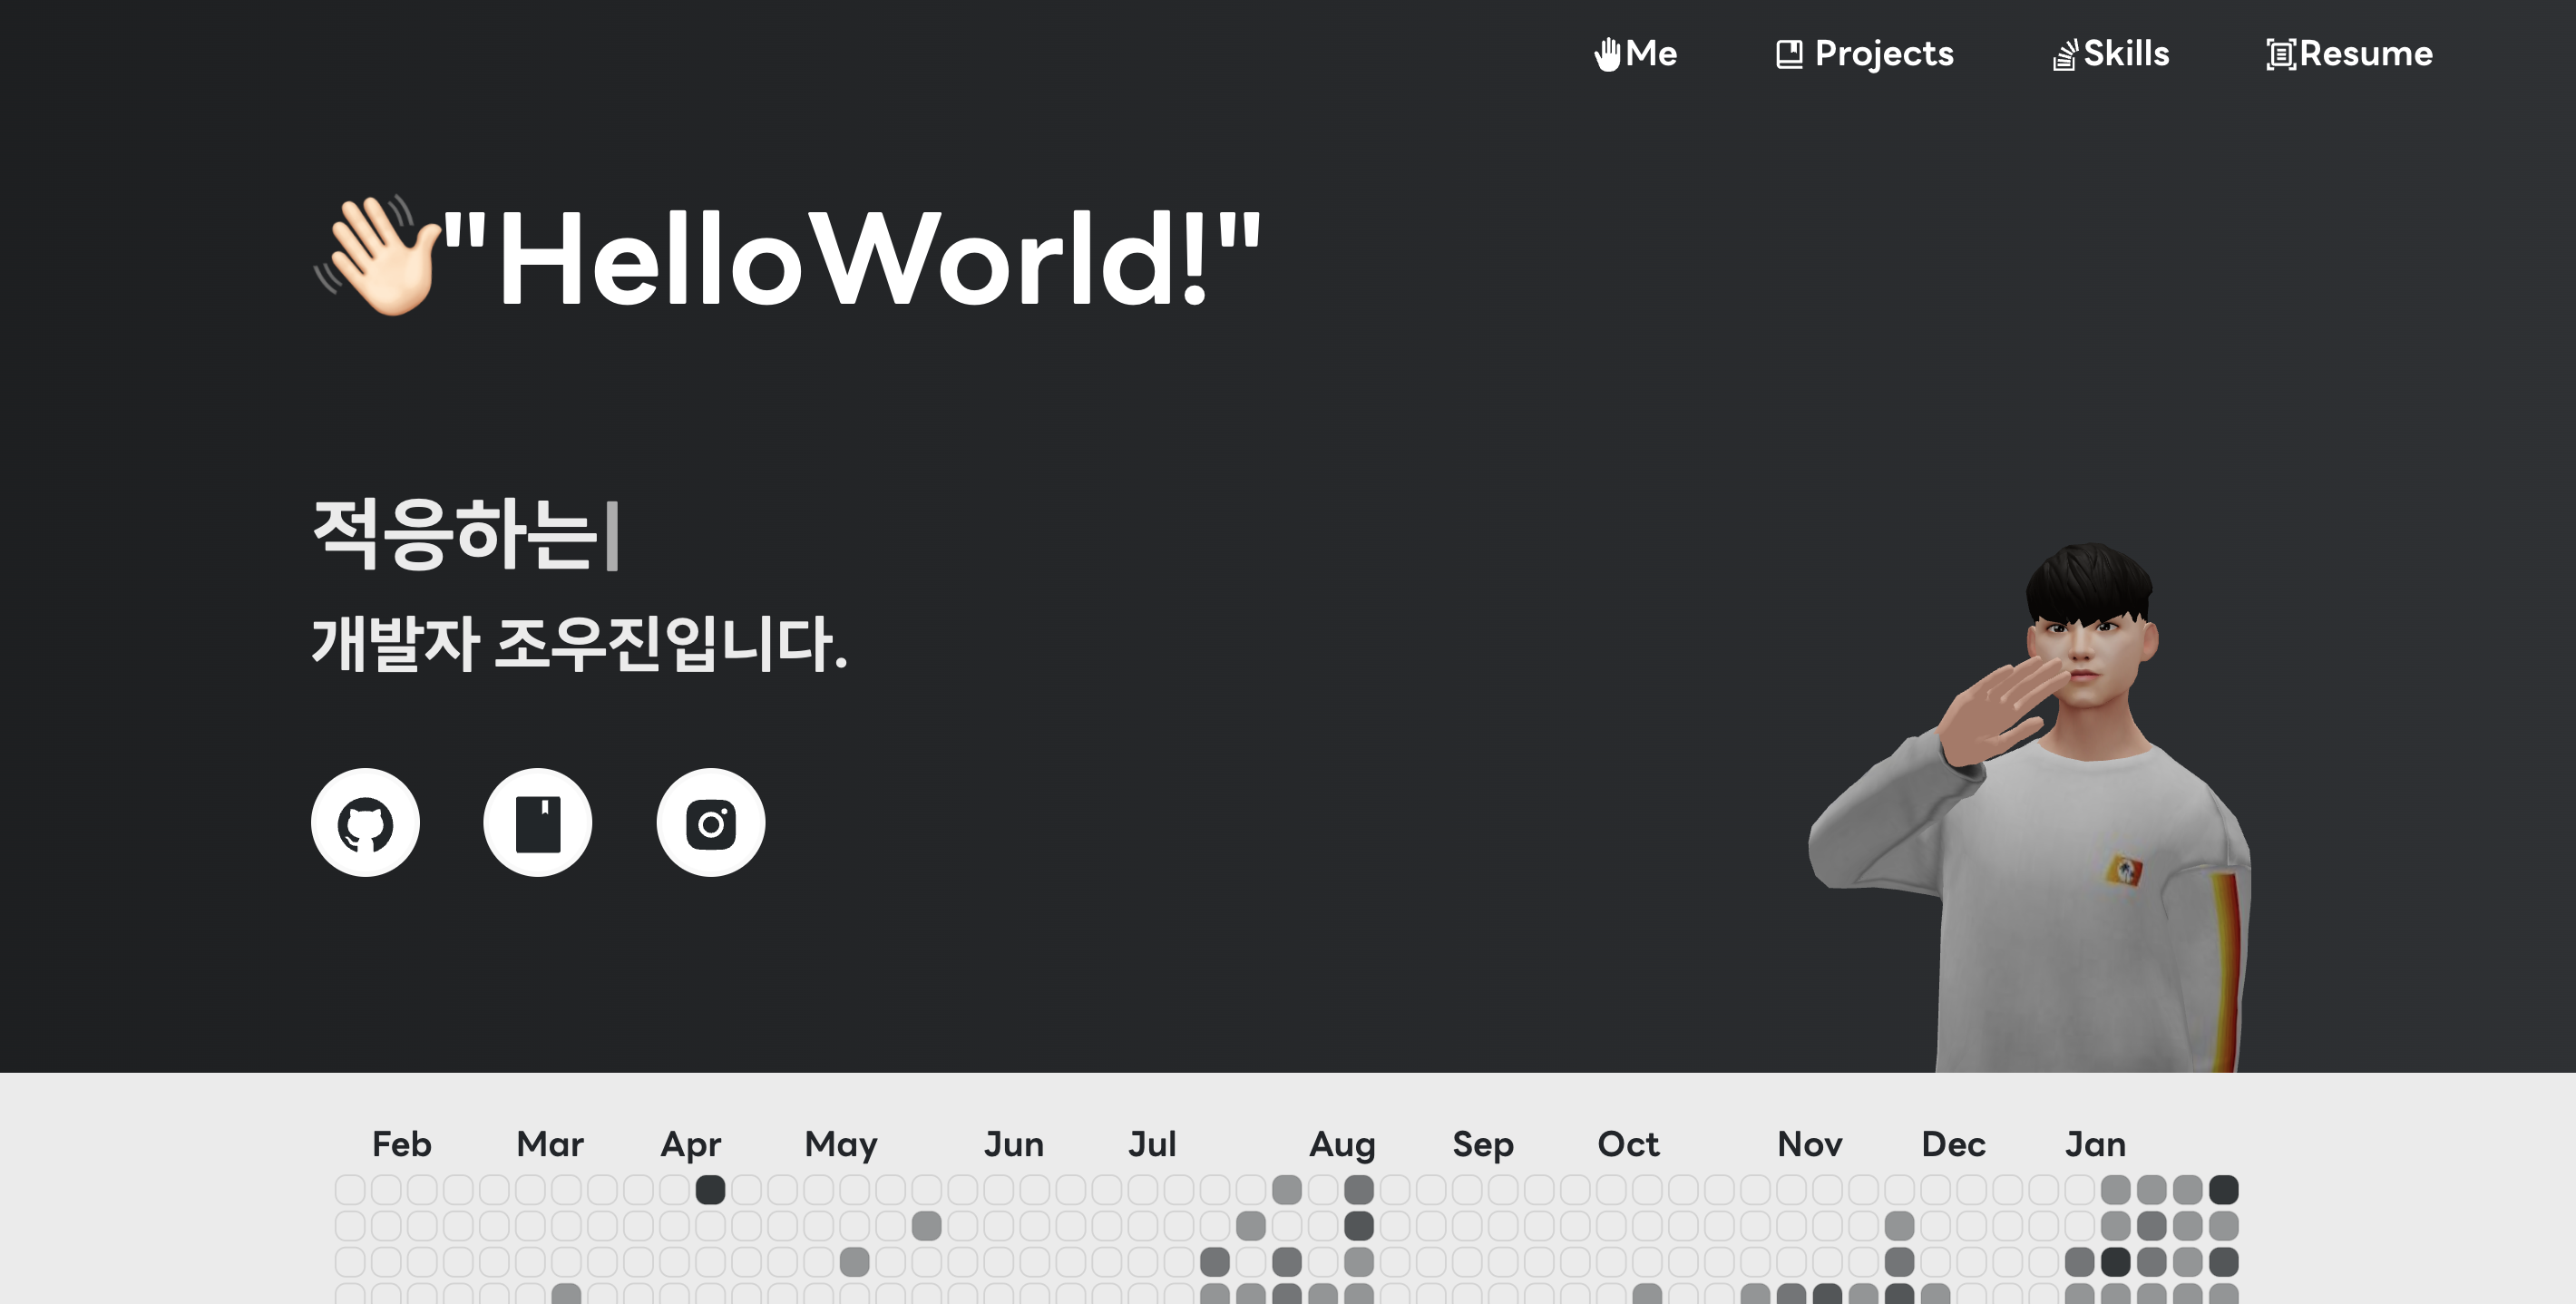 Me Projects Skills Resume
👋🏻"HelloWorld!"
적응하는|
개발자 조우진입니다.
Feb Mar Apr May Jun Jul Aug Sep Oct Nov Dec Jan